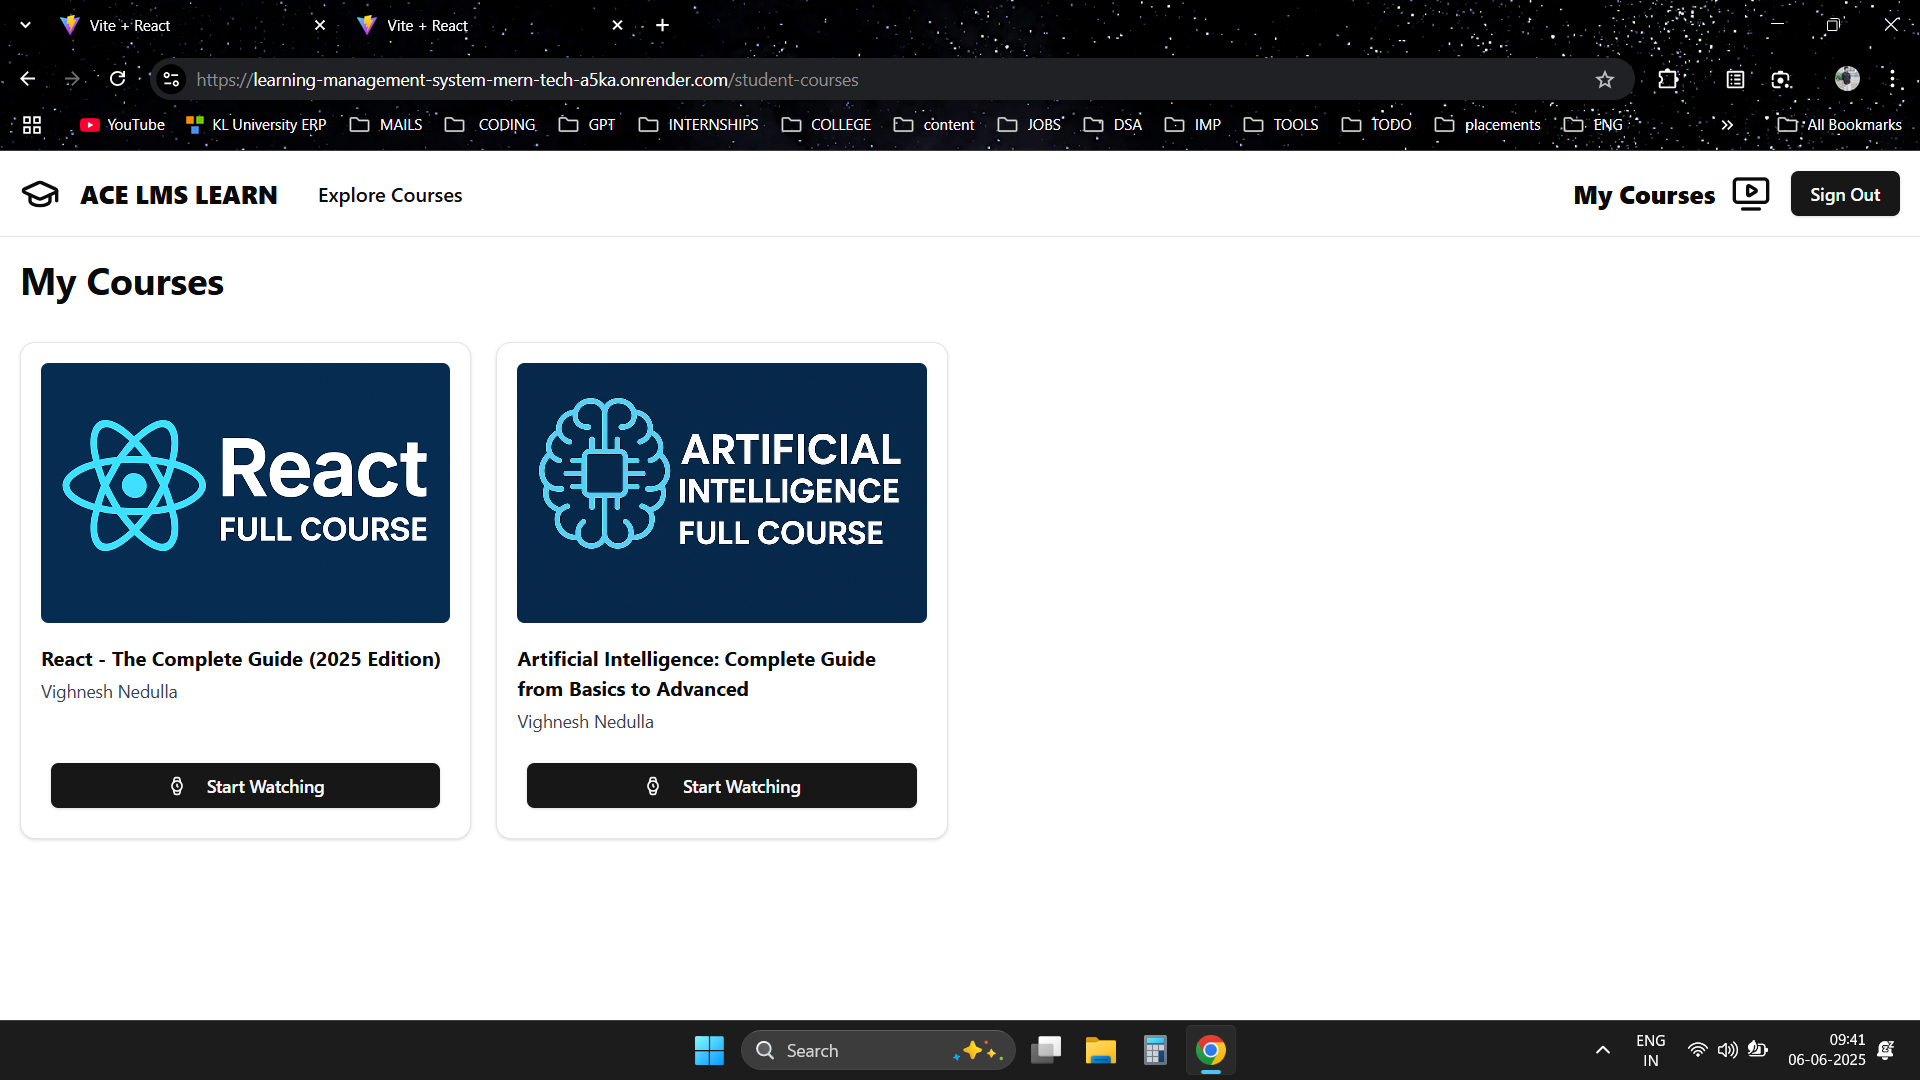 Vite + React
Vite + React
https://learning-management-system-mern-tech-a5ka.onrender.com/student-courses
YouTube KL University ERP MAILS CODING GPT INTERNSHIPS COLLEGE content JOBS DSA IMP TOOLS TODO placements ENG All Bookmarks
ACE LMS LEARN Explore Courses My Courses Sign Out
My Courses
React
FULL COURSE
React - The Complete Guide (2025 Edition)
Vighnesh Nedulla
Start Watching
ARTIFICIAL
INTELLIGENCE
FULL COURSE
Artificial Intelligence: Complete Guide
from Basics to Advanced
Vighnesh Nedulla
Start Watching
Search
ENG
IN
09:41
06-06-2025